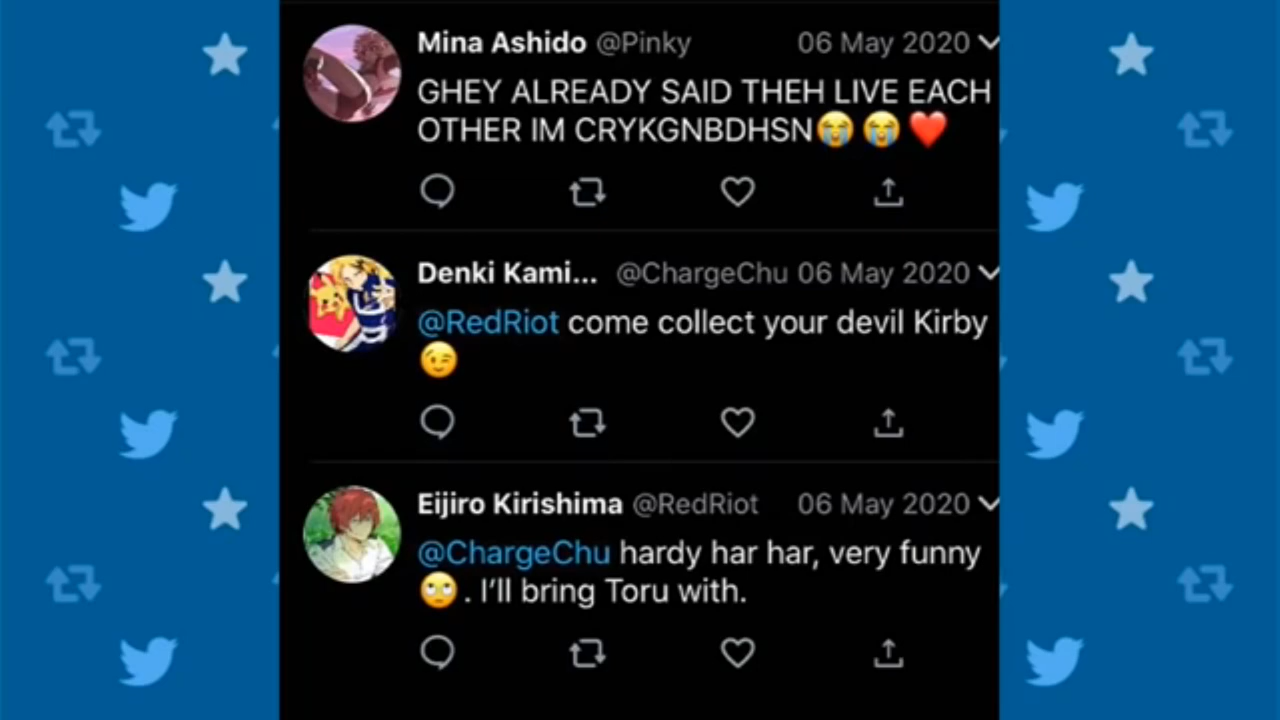 Mina Ashido @Pinky 06 May 2020
GHEY ALREADY SAID THEH LIVE EACH
OTHER IM CRYKGNBDHSN😭😭❤️
Denki Kami... @ChargeChu 06 May 2020
@RedRiot come collect your devil Kirby
😉
Eijiro Kirishima @RedRiot 06 May 2020
@ChargeChu hardy har har, very funny
🙄. I’ll bring Toru with.